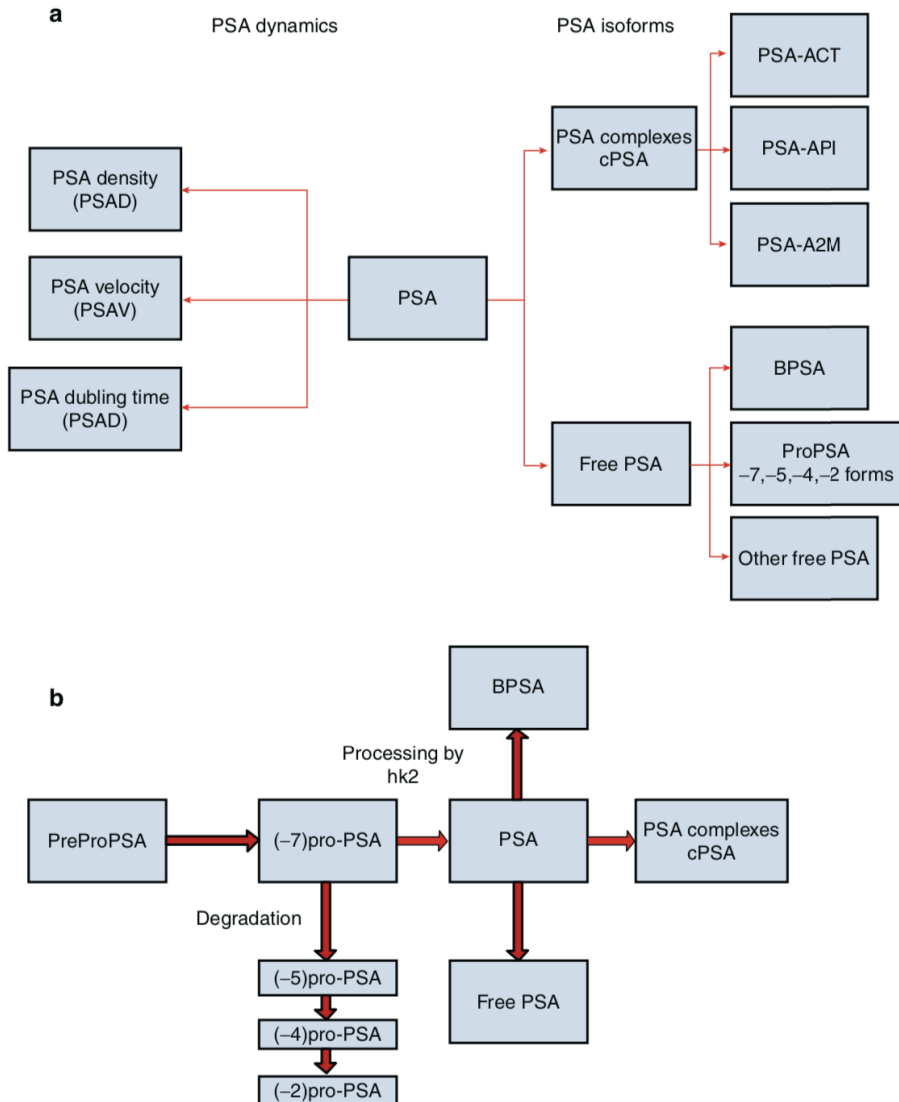 a
PSA dynamics
PSA isoforms
PSA density
(PSAD)
PSA velocity
(PSAV)
PSA dubling time
(PSAD)
PSA
PSA complexes
cPSA
PSA-ACT
PSA-API
PSA-A2M
Free PSA
BPSA
ProPSA
–7,–5,–4,–2 forms
Other free PSA
b
BPSA
Processing by
hk2
PreProPSA
(–7)pro-PSA
PSA
PSA complexes
cPSA
Degradation
(–5)pro-PSA
(–4)pro-PSA
(–2)pro-PSA
Free PSA